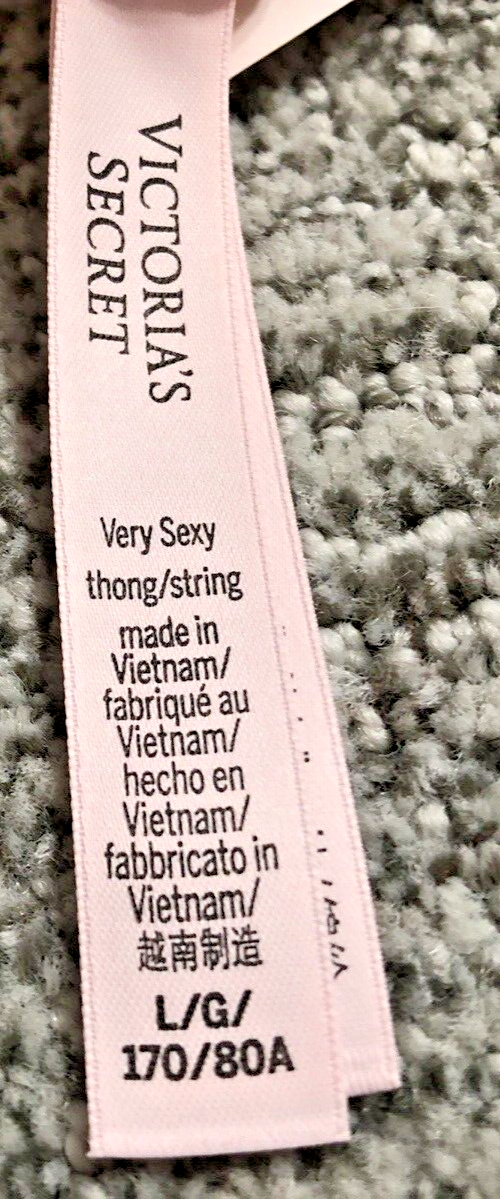 VICTORIA'S
SECRET
Very Sexy
thong/string
made in
Vietnam/
fabriqué au
Vietnam/
hecho en
Vietnam/
fabbricato in
Vietnam/
越南制造
L/G/
170/80A